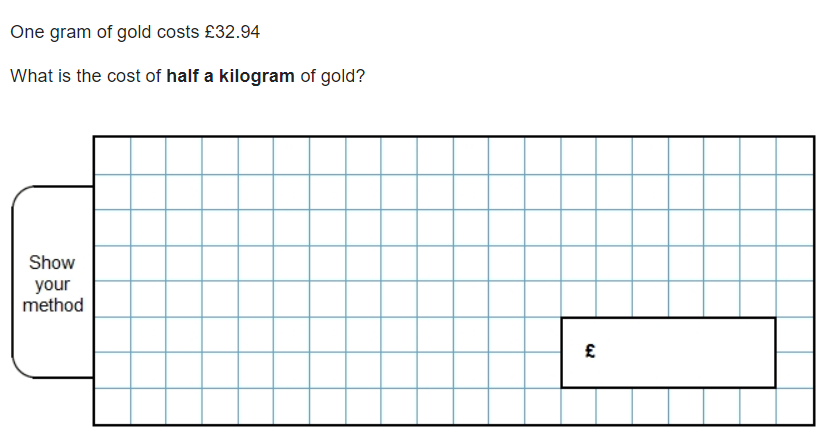 One gram of gold costs £32.94
What is the cost of half a kilogram of gold?
Show
your
method
£